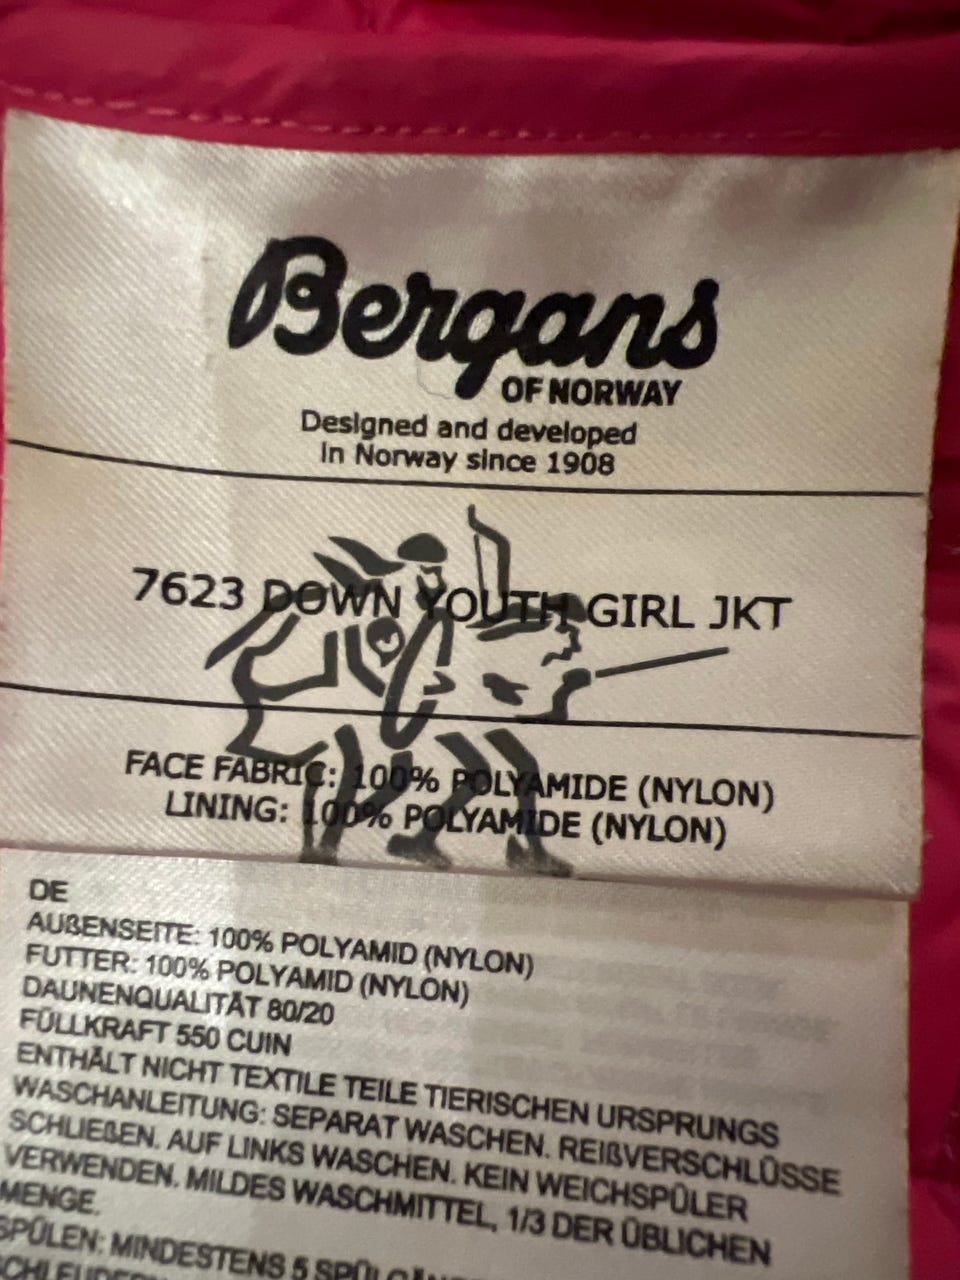 Bergans
OF NORWAY
Designed and developed
in Norway since 1908
7623 DOWN YOUTH GIRL JKT
FACE FABRIC: 100% POLYAMIDE (NYLON)
LINING: 100% POLYAMIDE (NYLON)
DE
AUßENSEITE: 100% POLYAMID (NYLON)
FUTTER: 100% POLYAMID (NYLON)
DAUNENQUALITÄT 80/20
FÜLLKRAFT 550 CUIN
ENTHÄLT NICHT TEXTILE TEILE TIERISCHEN URSPRUNGS
WASCHANLEITUNG: SEPARAT WASCHEN. REIßVERSCHLÜSSE
SCHLIEßEN. AUF LINKS WASCHEN. KEIN WEICHSPÜLER
VERWENDEN. MILDES WASCHMITTEL, 1/3 DER ÜBLICHEN
MENGE.
SPÜLEN: MINDESTENS 5